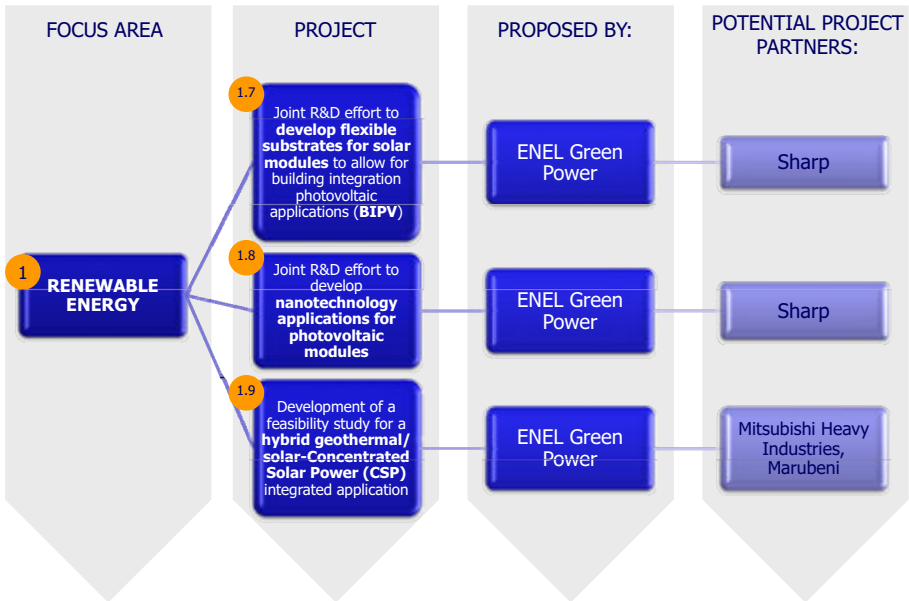 FOCUS AREA
PROJECT
PROPOSED BY:
POTENTIAL PROJECT
PARTNERS:
1
RENEWABLE
ENERGY
1.7
Joint R&D effort to
develop flexible
substrates for solar
modules to allow for
building integration
photovoltaic
applications (BIPV)
ENEL Green
Power
Sharp
1.8
Joint R&D effort to
develop
nanotechnology
applications for
photovoltaic
modules
ENEL Green
Power
Sharp
1.9
Development of a
feasibility study for a
hybrid geothermal/
solar-Concentrated
Solar Power (CSP)
integrated application
ENEL Green
Power
Mitsubishi Heavy
Industries,
Marubeni